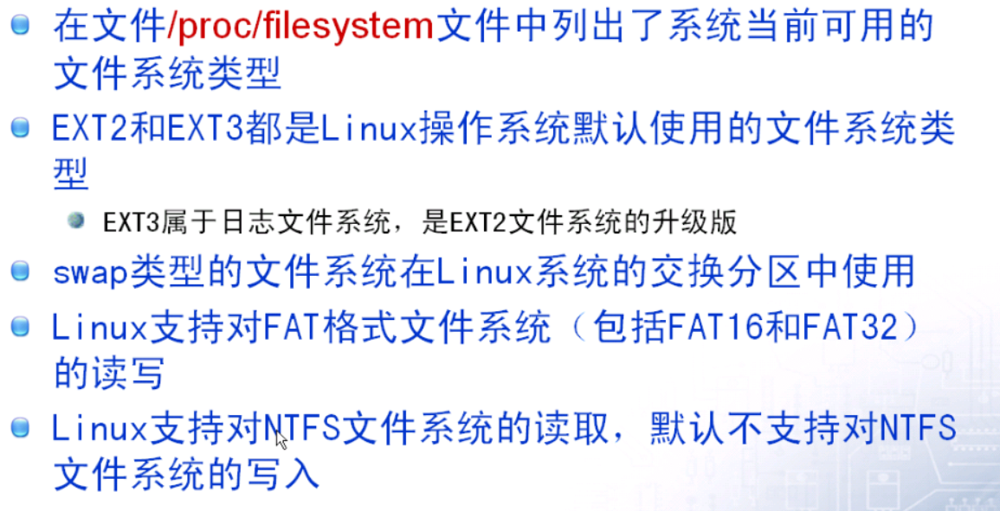 在文件/proc/filesystem文件中列出了系统当前可用的
文件系统类型
EXT2和EXT3都是Linux操作系统默认使用的文件系统类
型
EXT3属于日志文件系统，是EXT2文件系统的升级版
swap类型的文件系统在Linux系统的交换分区中使用
Linux支持对FAT格式文件系统（包括FAT16和FAT32）
的读写
Linux支持对NTFS文件系统的读取，默认不支持对NTFS
文件系统的写入